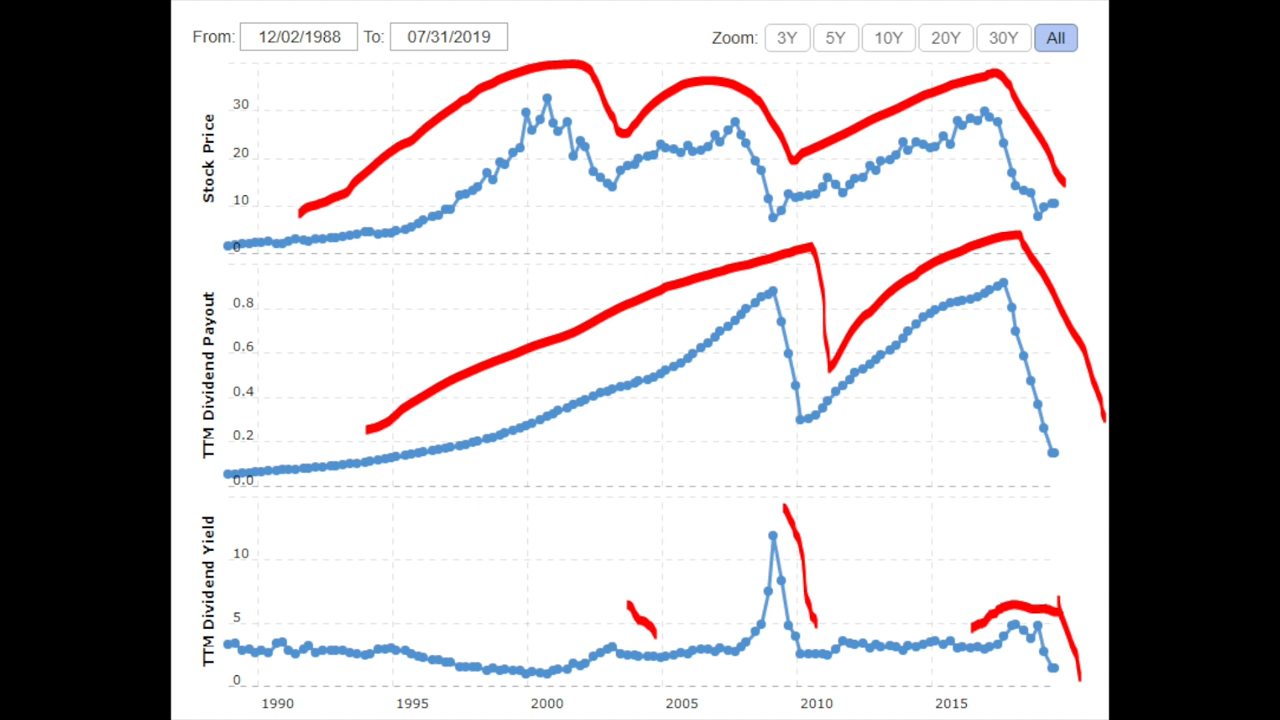 From: 12/02/1988 To: 07/31/2019 Zoom: 3Y 5Y 10Y 20Y 30Y All
Stock Price
30
20
10
0
TTM Dividend Payout
0.8
0.6
0.4
0.2
0.0
TTM Dividend Yield
10
5
0
1990 1995 2000 2005 2010 2015